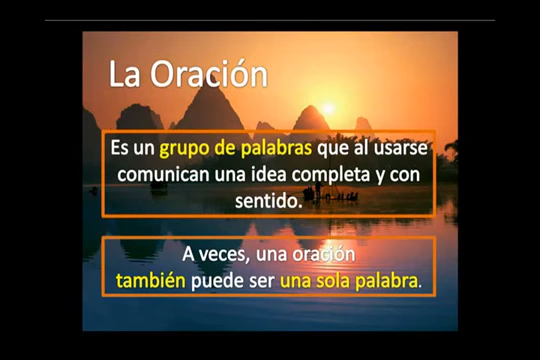 La Oración
Es un grupo de palabras que al usarse
comunican una idea completa y con
sentido.
A veces, una oración
también puede ser una sola palabra.